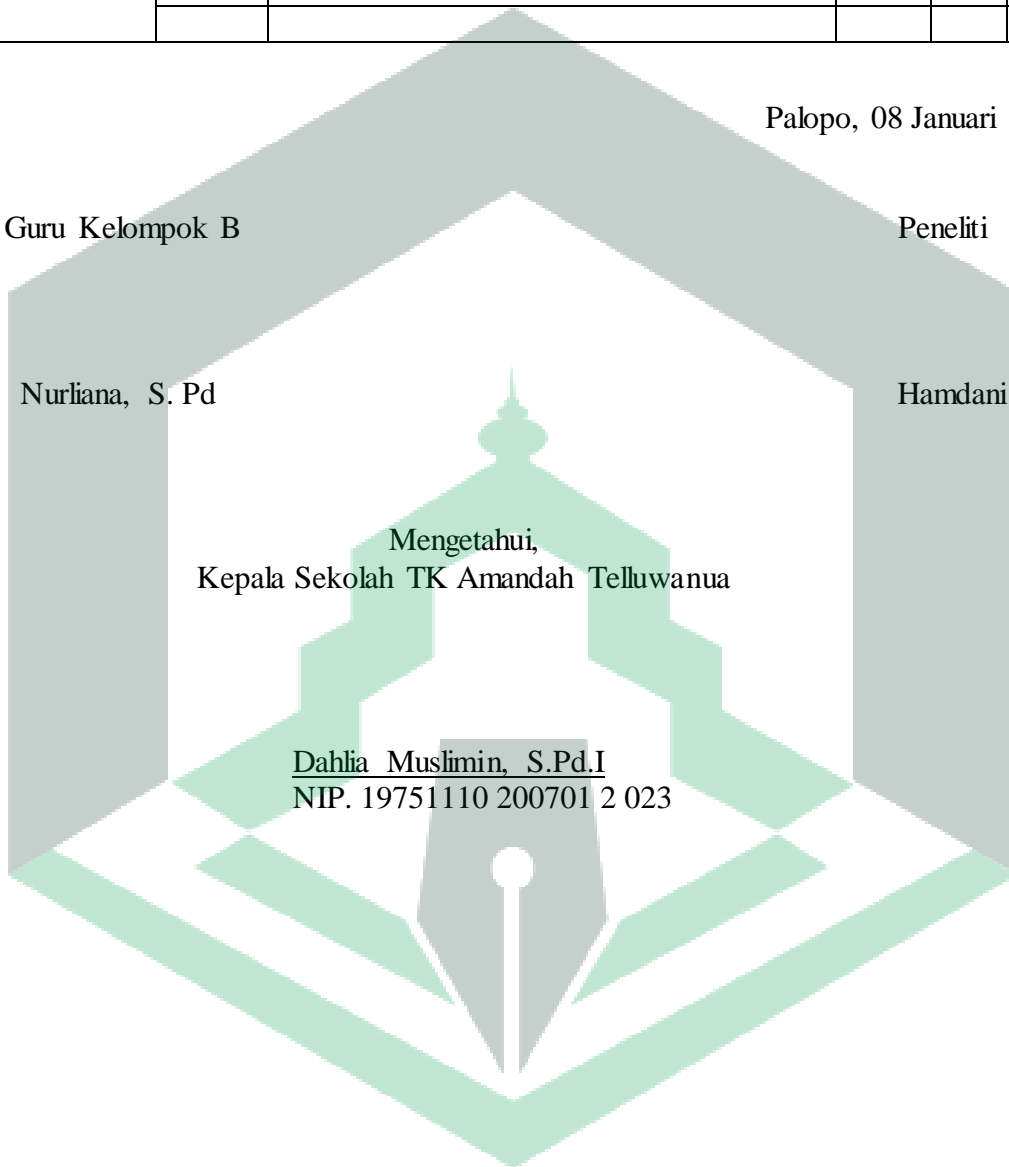 Palopo, 08 Januari
Guru Kelompok B Peneliti
Nurliana, S. Pd Hamdani
Mengetahui,
Kepala Sekolah TK Amandah Telluwanua
Dahlia Muslimin, S.Pd.I
NIP. 19751110 200701 2 023